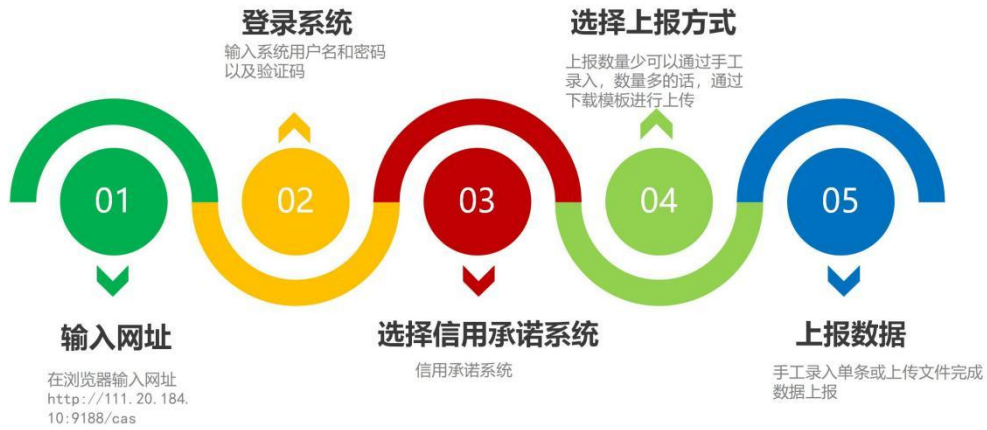 登录系统
输入系统用户名和密码
以及验证码
选择上报方式
上报数量少可以通过手工
录入，数量多的话，通过
下载模板进行上传
01
02
03
04
05
输入网址
在浏览器输入网址
http://111.20.184.
10:9188/cas
选择信用承诺系统
信用承诺系统
上报数据
手工录入单条或上传文件完成
数据上报